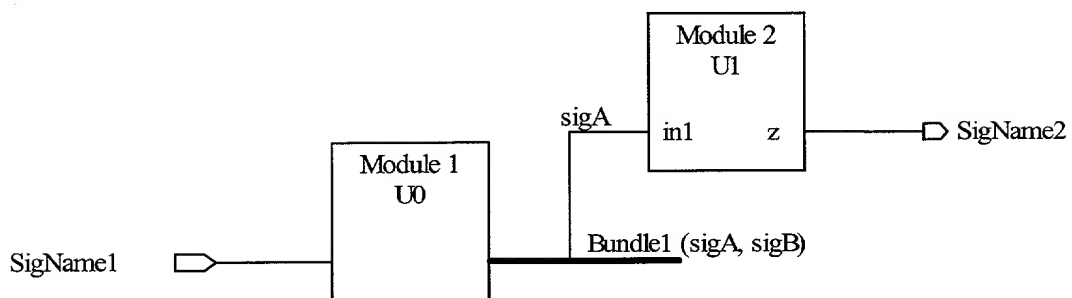 Module 2
U1
sigA
in1 z
SigName2
Module 1
U0
Bundle1 (sigA, sigB)
SigName1